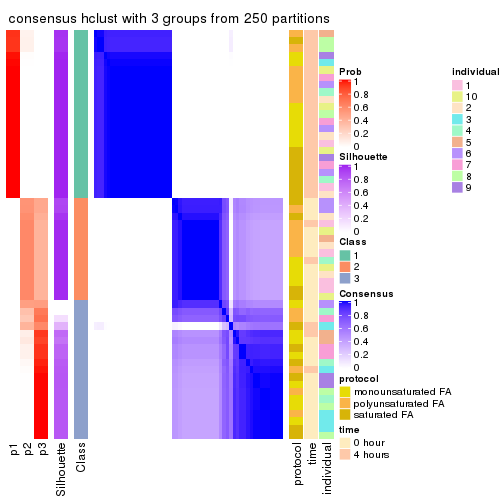 consensus hclust with 3 groups from 250 partitions
Prob
1
0.8
0.6
0.4
0.2
0
Silhouette
1
0.8
0.6
0.4
0.2
0
Class
1
2
3
Consensus
1
0.8
0.6
0.4
0.2
0
protocol
monounsaturated FA
polyunsaturated FA
saturated FA
time
0 hour
4 hours
individual
1
10
2
3
4
5
6
7
8
9
p1
p2
p3
Silhouette
Class
protocol
time
individual